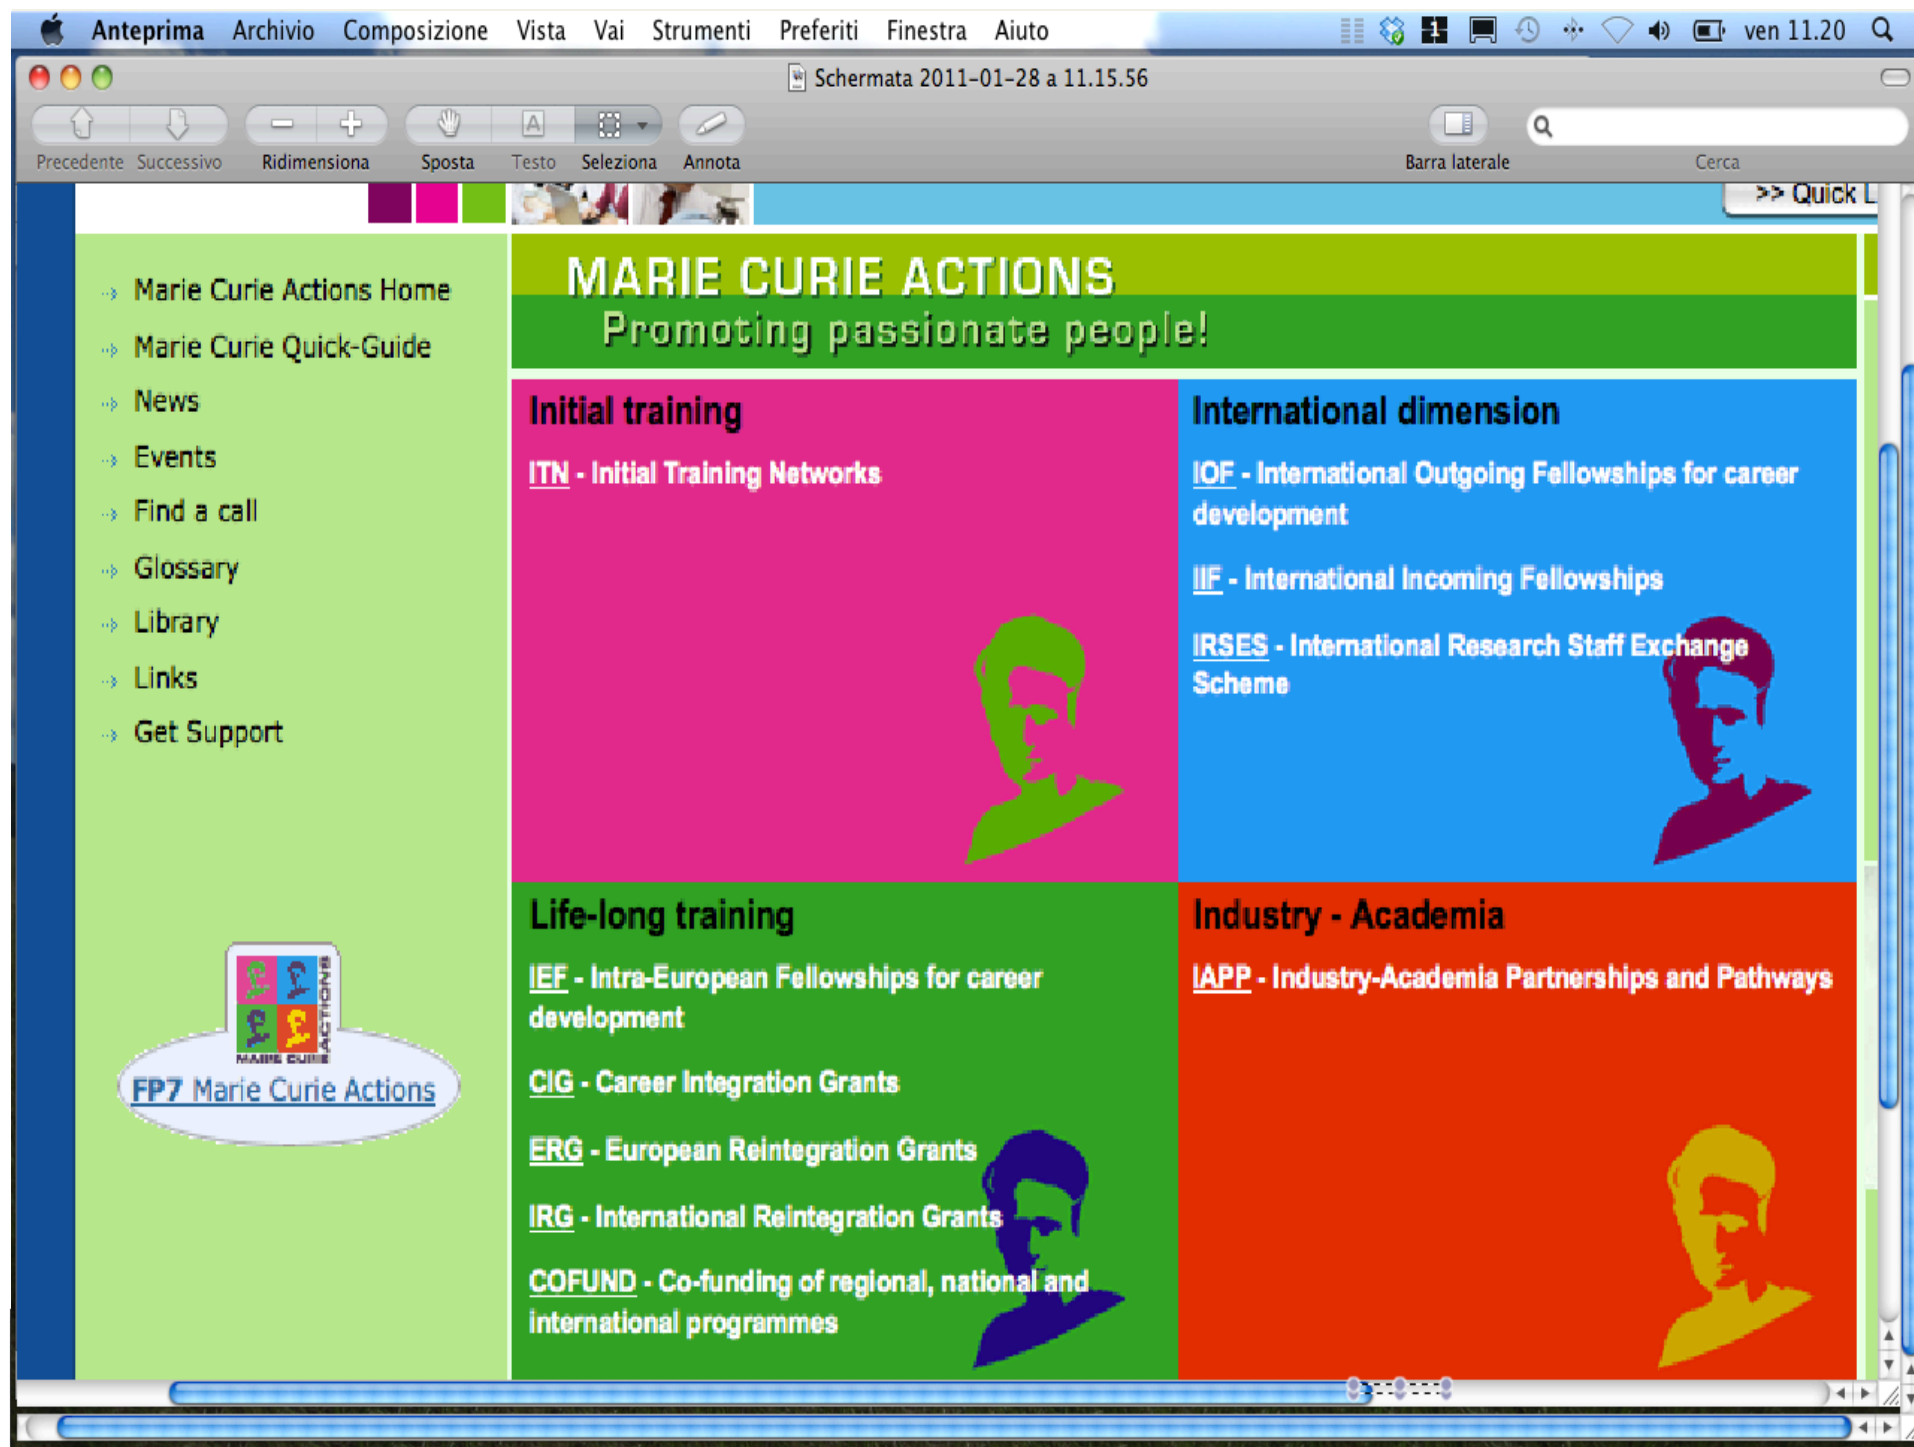 Anteprima Archivio Composizione Vista Vai Strumenti Preferiti Finestra Aiuto ven 11.20
Schermata 2011-01-28 a 11.15.56
Precedente Successivo Ridimensiona Sposta Testo Seleziona Annota Barra laterale Cerca
>> Quick L
MARIE CURIE ACTIONS
Promoting passionate people!
Marie Curie Actions Home
Marie Curie Quick-Guide
News
Events
Find a call
Glossary
Library
Links
Get Support
MARIE CURIE
ACTIONS
FP7 Marie Curie Actions
Initial training
ITN - Initial Training Networks
International dimension
IOF - International Outgoing Fellowships for career
development
IIF - International Incoming Fellowships
IRSES - International Research Staff Exchange
Scheme
Life-long training
IEF - Intra-European Fellowships for career
development
CIG - Career Integration Grants
ERG - European Reintegration Grants
IRG - International Reintegration Grants
COFUND - Co-funding of regional, national and
international programmes
Industry - Academia
IAPP - Industry-Academia Partnerships and Pathways